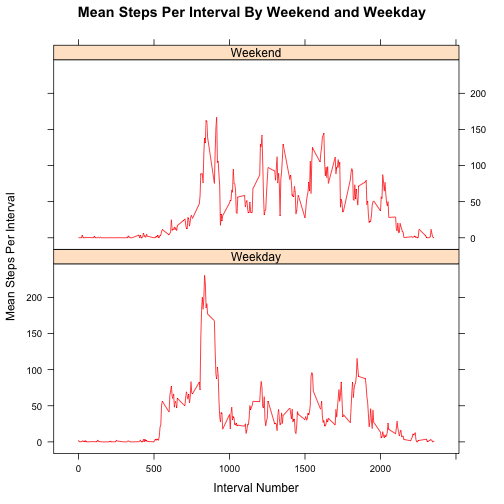 Mean Steps Per Interval By Weekend and Weekday
Weekend
200
150
100
50
0
Weekday
200
150
100
50
0
0 500 1000 1500 2000
Mean Steps Per Interval
Interval Number